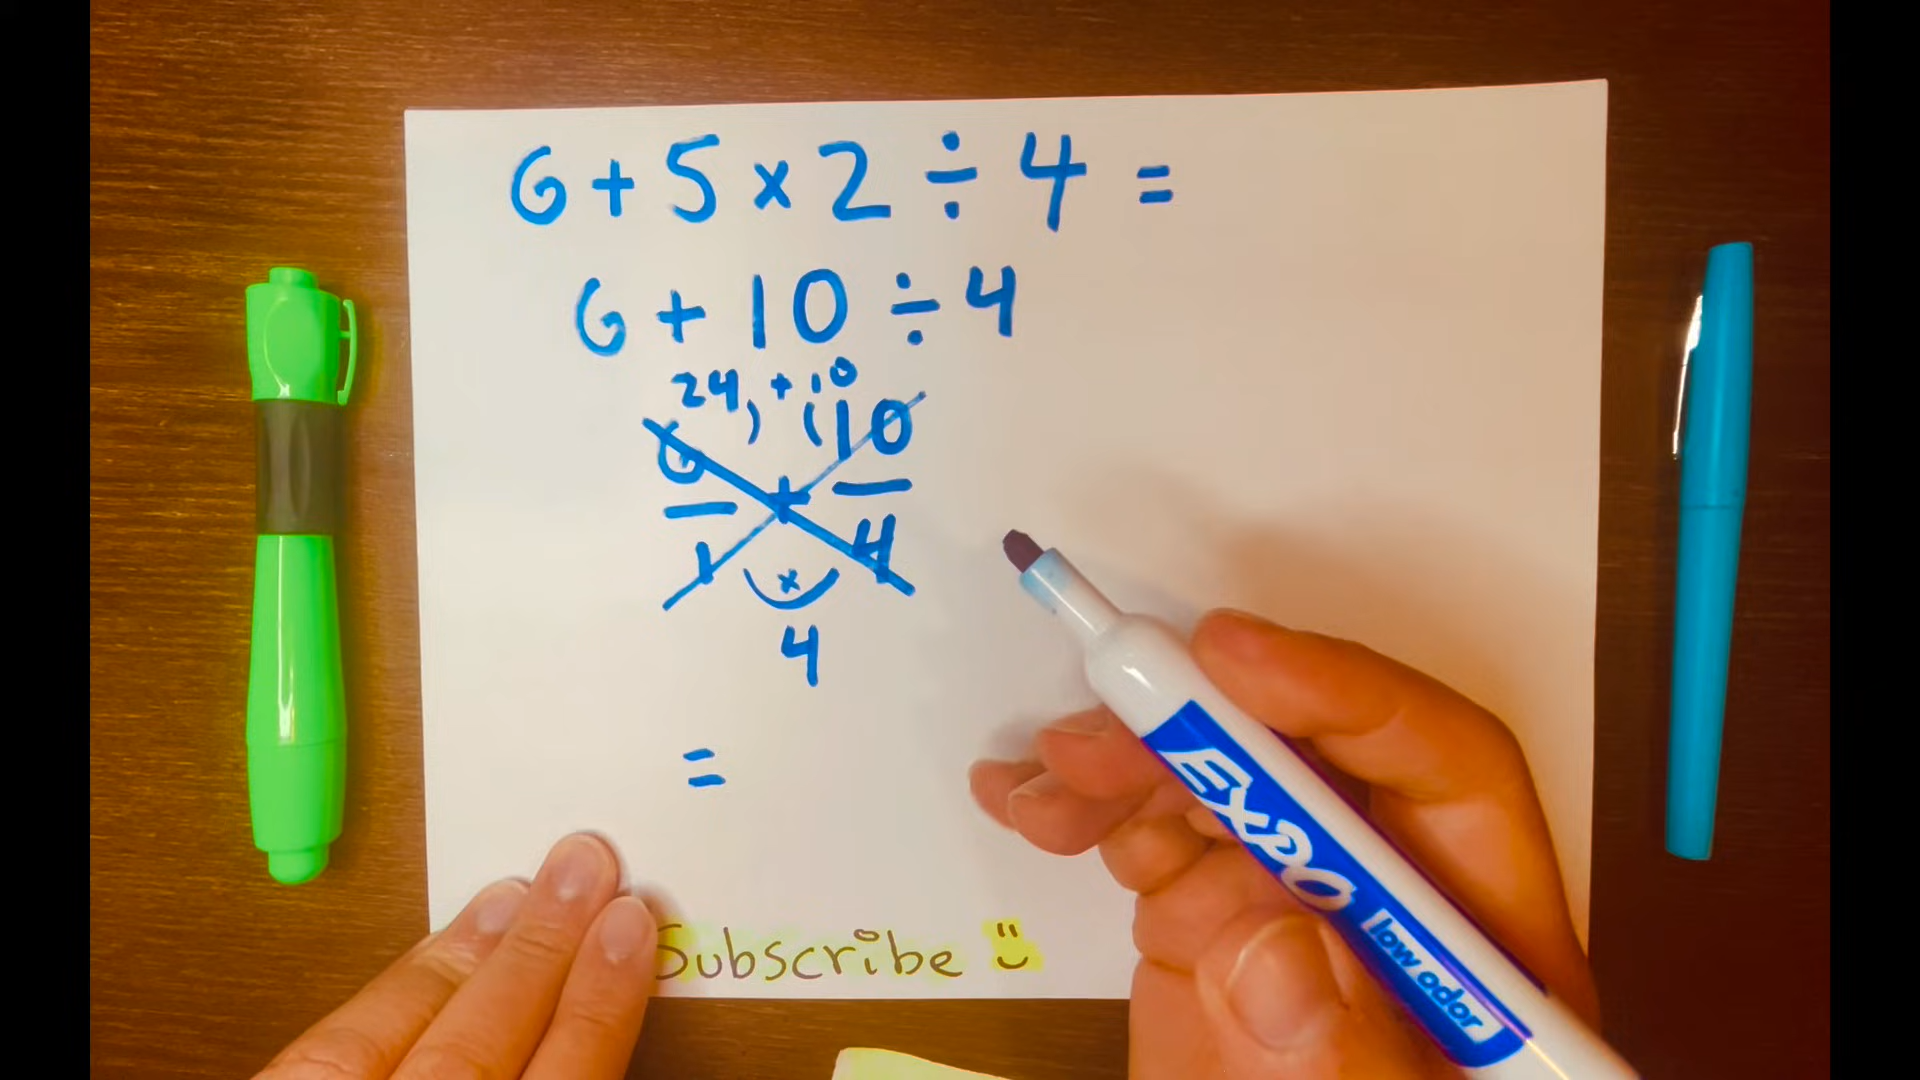 6 + 5 × 2 ÷ 4 =
6 + 10 ÷ 4
24 + 10
6 ) ( 10
+
1 4
×
4
=
Subscribe
EXPO
low odor